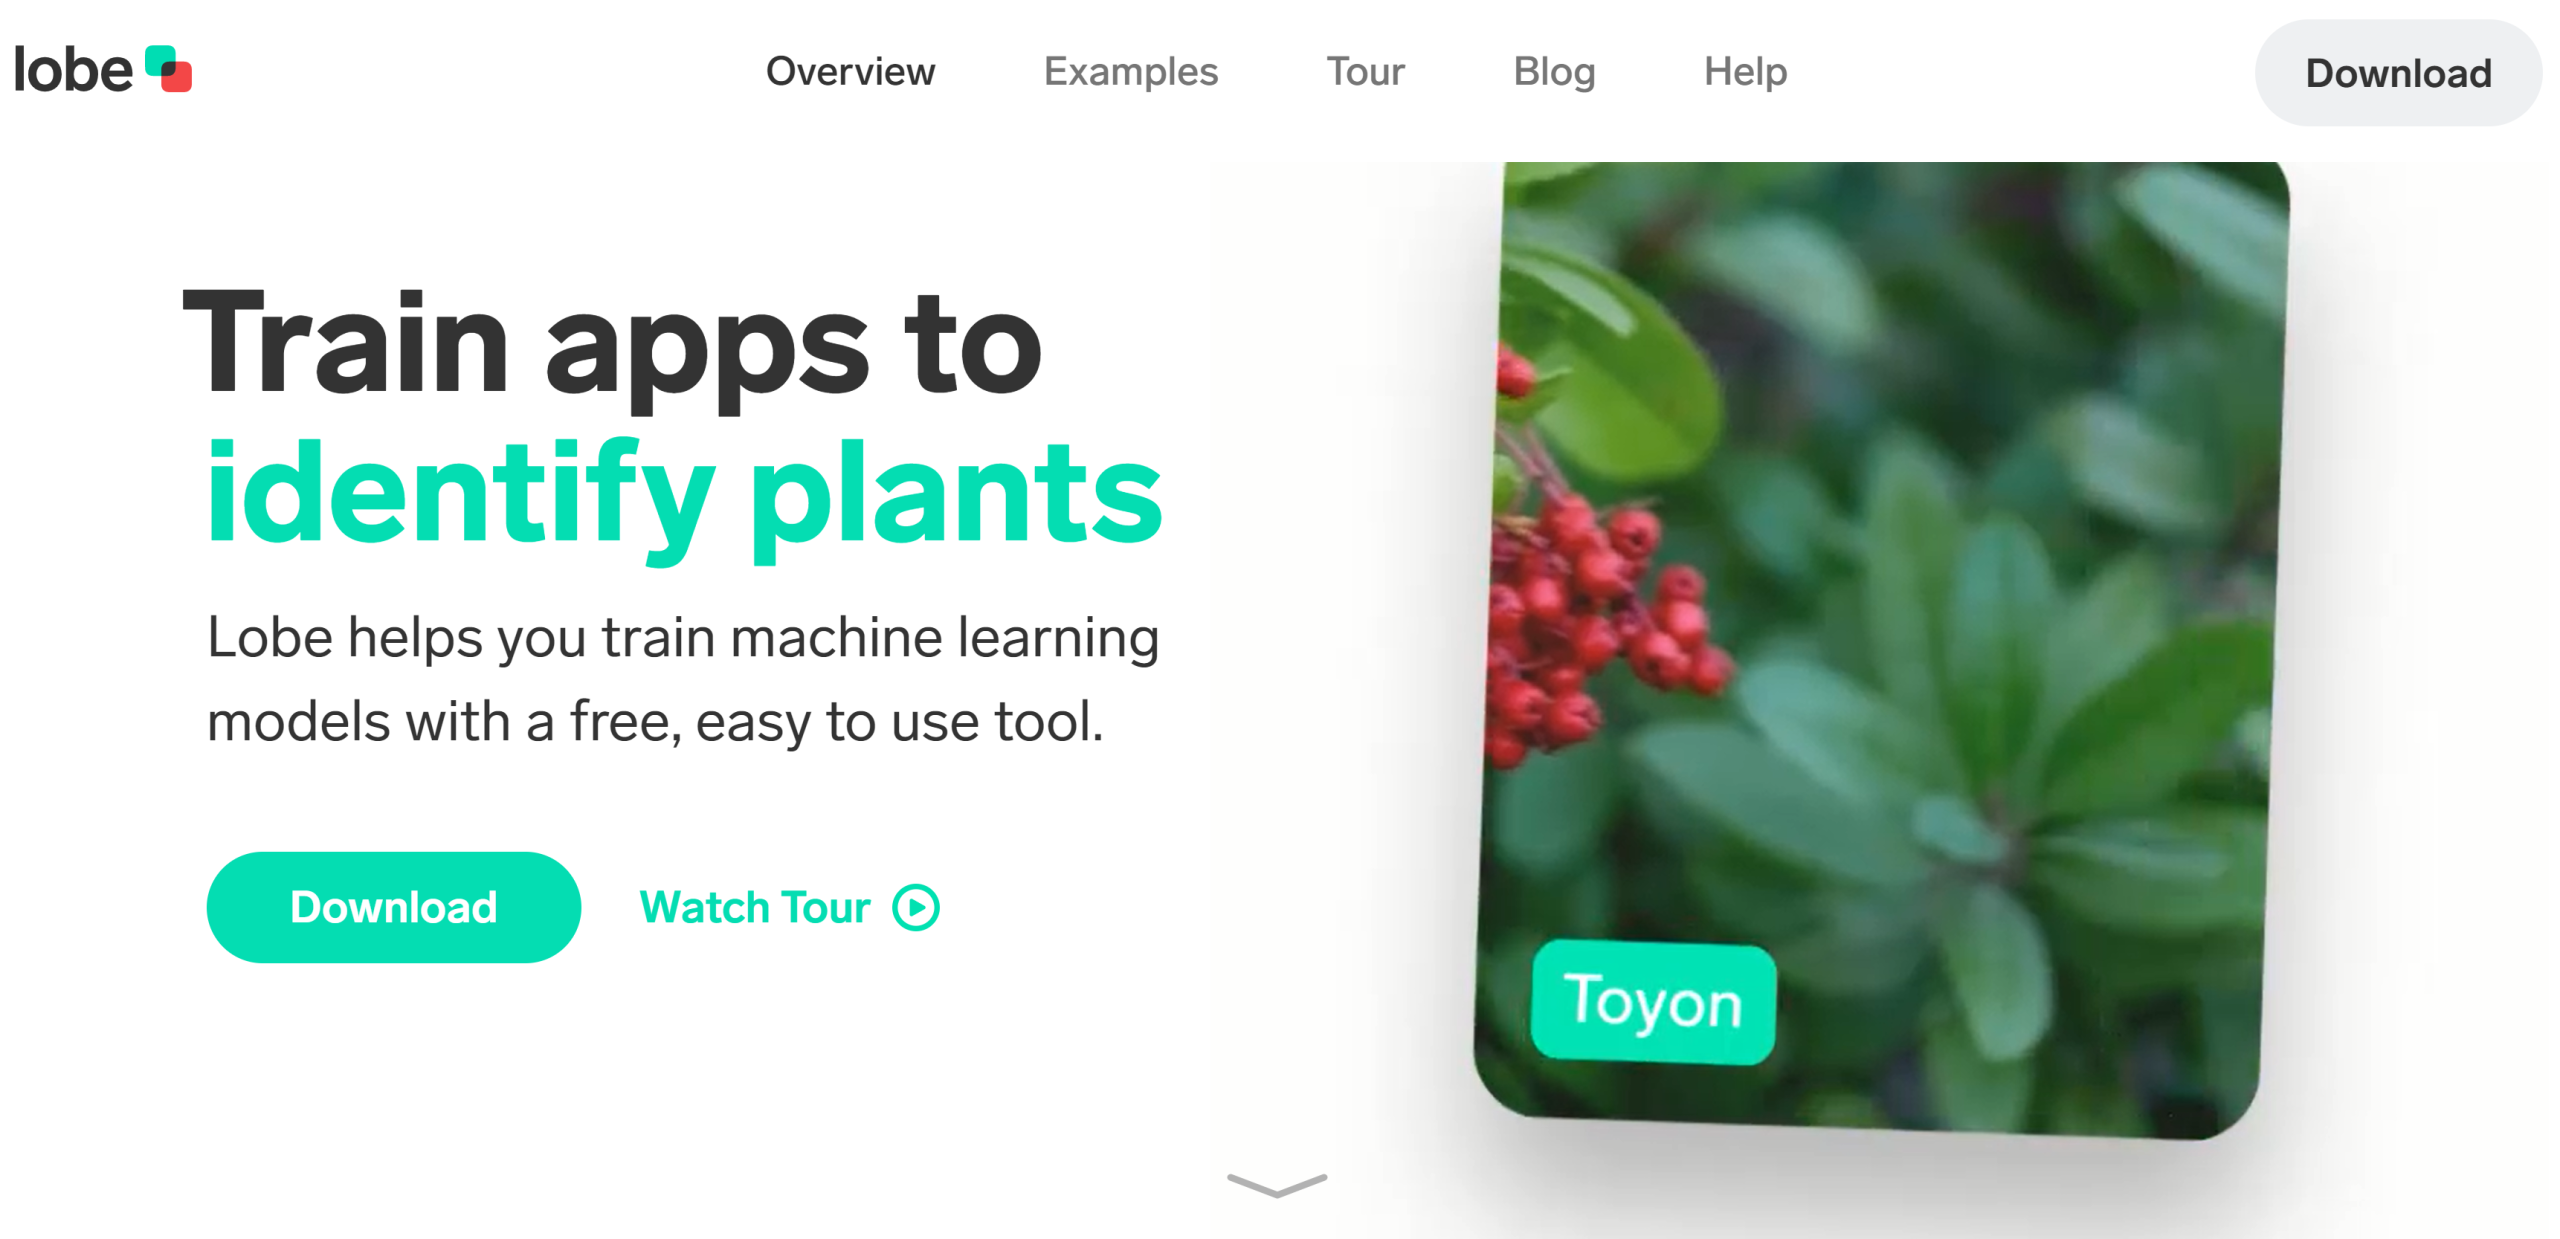 lobe
Overview Examples Tour Blog Help
Download
Train apps to
identify plants
Lobe helps you train machine learning
models with a free, easy to use tool.
Download Watch Tour
Toyon